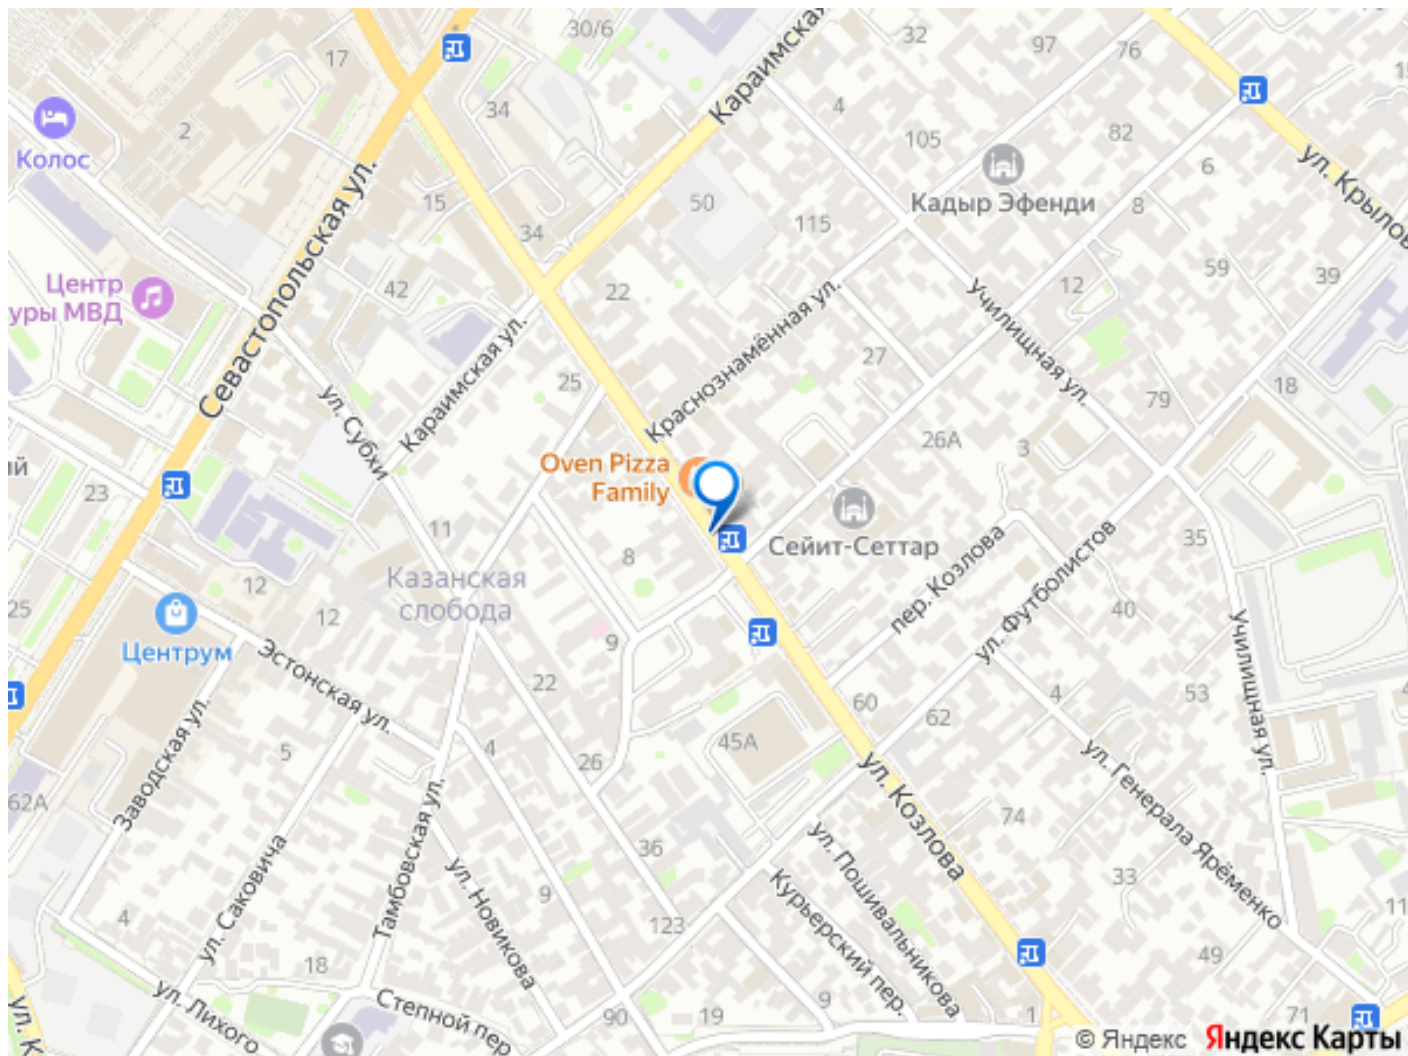 30/6
32
97
76
17
15
34
4
105
82
2
6
Караимская
Колос
Кадыр Эфенди
8
ул. Крылов
50
15
34
115
59
39
12
Севастопольская ул.
Центр
уры МВД
42
22
Краснознамённая ул.
Училищная ул.
27
18
25
79
ул. Субхи
Караимская ул.
26А
3
ий
23
Oven Pizza
Family
11
Сейит-Сеттар
35
пер. Козлова
ул. Футболистов
8
Казанская
слобода
12
12
25
40
Центрум
9
Училищная ул.
Эстонская ул.
22
60
62
4
53
Заводская ул.
5
4
45А
26
ул. Козлова
ул. Генерала Ярёменко
62А
74
Тамбовская ул.
ул. Саковича
36
ул. Пошивальникова
33
ул. Новикова
9
Курьерский пер.
4
123
11
18
49
ул. Лихого
Степной пер
9
90
19
1
71
ул. К
© Яндекс Яндекс Карты